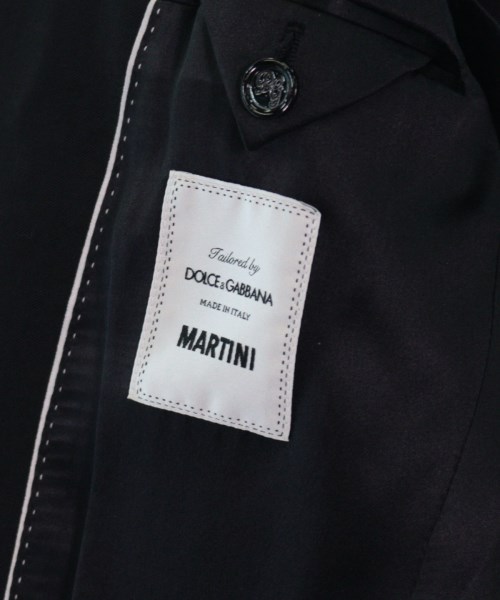 Tailored by
DOLCE & GABBANA
MADE IN ITALY
MARTINI